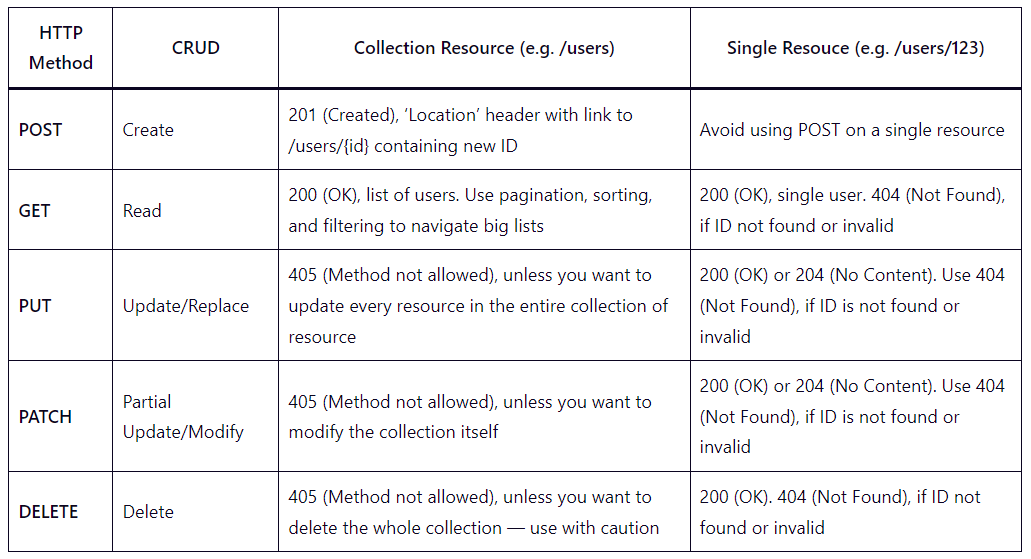 HTTP Method
CRUD
Collection Resource (e.g. /users)
Single Resouce (e.g. /users/123)
POST
Create
201 (Created), ‘Location’ header with link to
/users/{id} containing new ID
Avoid using POST on a single resource
GET
Read
200 (OK), list of users. Use pagination, sorting,
and filtering to navigate big lists
200 (OK), single user. 404 (Not Found),
if ID not found or invalid
PUT
Update/Replace
405 (Method not allowed), unless you want to
update every resource in the entire collection of
resource
200 (OK) or 204 (No Content). Use 404
(Not Found), if ID is not found or
invalid
PATCH
Partial
Update/Modify
405 (Method not allowed), unless you want to
modify the collection itself
200 (OK) or 204 (No Content). Use 404
(Not Found), if ID is not found or
invalid
DELETE
Delete
405 (Method not allowed), unless you want to
delete the whole collection — use with caution
200 (OK). 404 (Not Found), if ID not
found or invalid